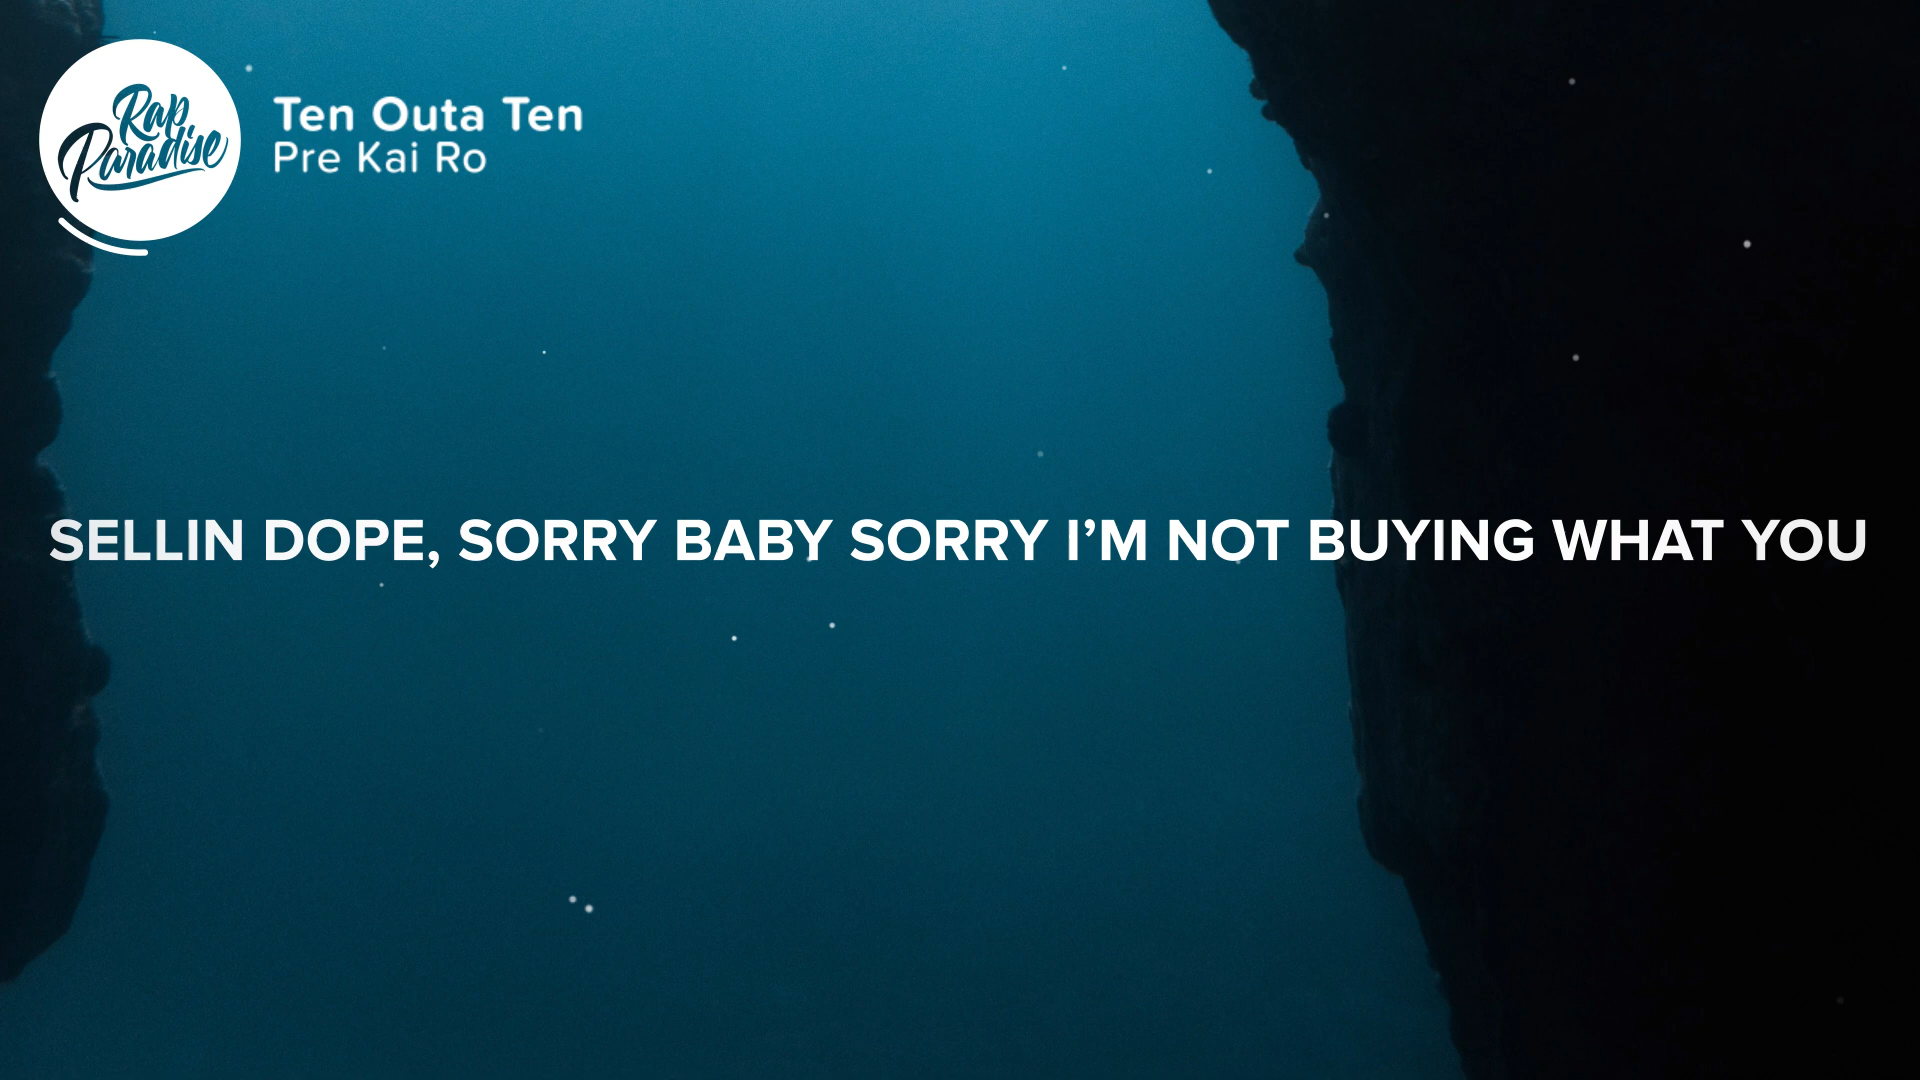 Rap
Paradise
Ten Outa Ten
Pre Kai Ro
SELLIN DOPE, SORRY BABY SORRY I’M NOT BUYING WHAT YOU